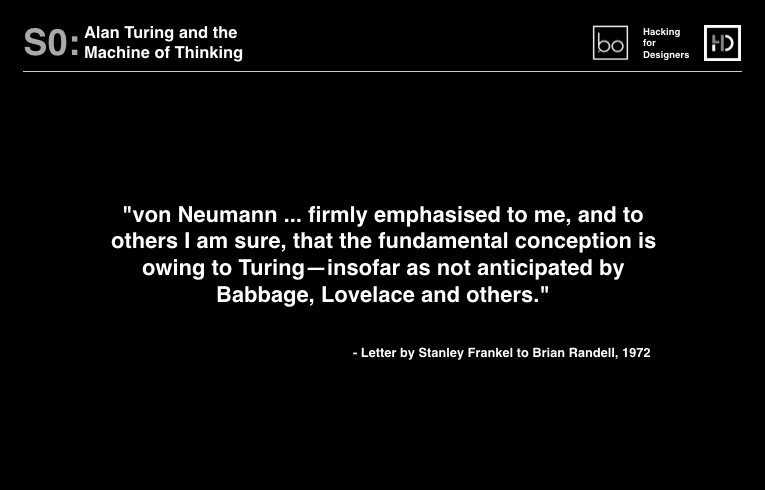 S0:
Alan Turing and the
Machine of Thinking
bo
Hacking
for
Designers
HD
"von Neumann ... firmly emphasised to me, and to
others I am sure, that the fundamental conception is
owing to Turing—insofar as not anticipated by
Babbage, Lovelace and others."
- Letter by Stanley Frankel to Brian Randell, 1972